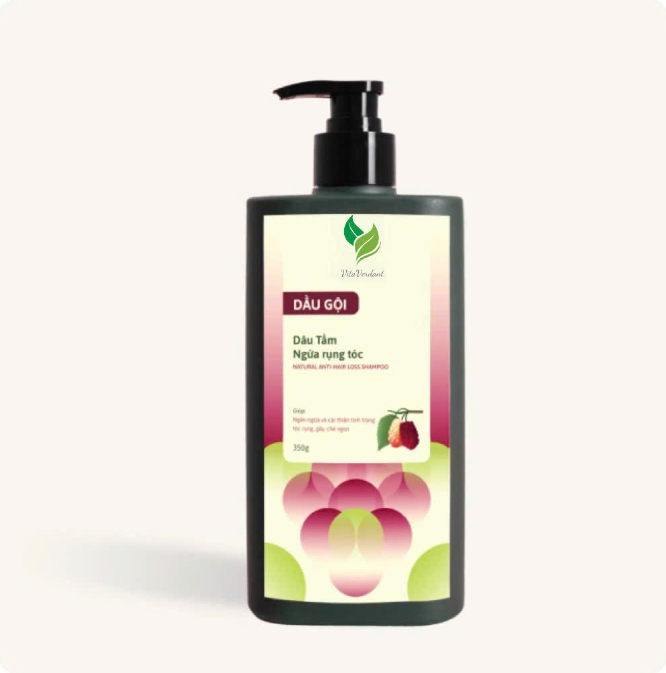 VitaVerdant
DẦU GỘI
Dâu Tằm
Ngừa rụng tóc
NATURAL ANTI-HAIR LOSS SHAMPOO
Giúp:
Ngăn ngừa và cải thiện tình trạng
tóc rụng, gãy, chẻ ngọn
350g